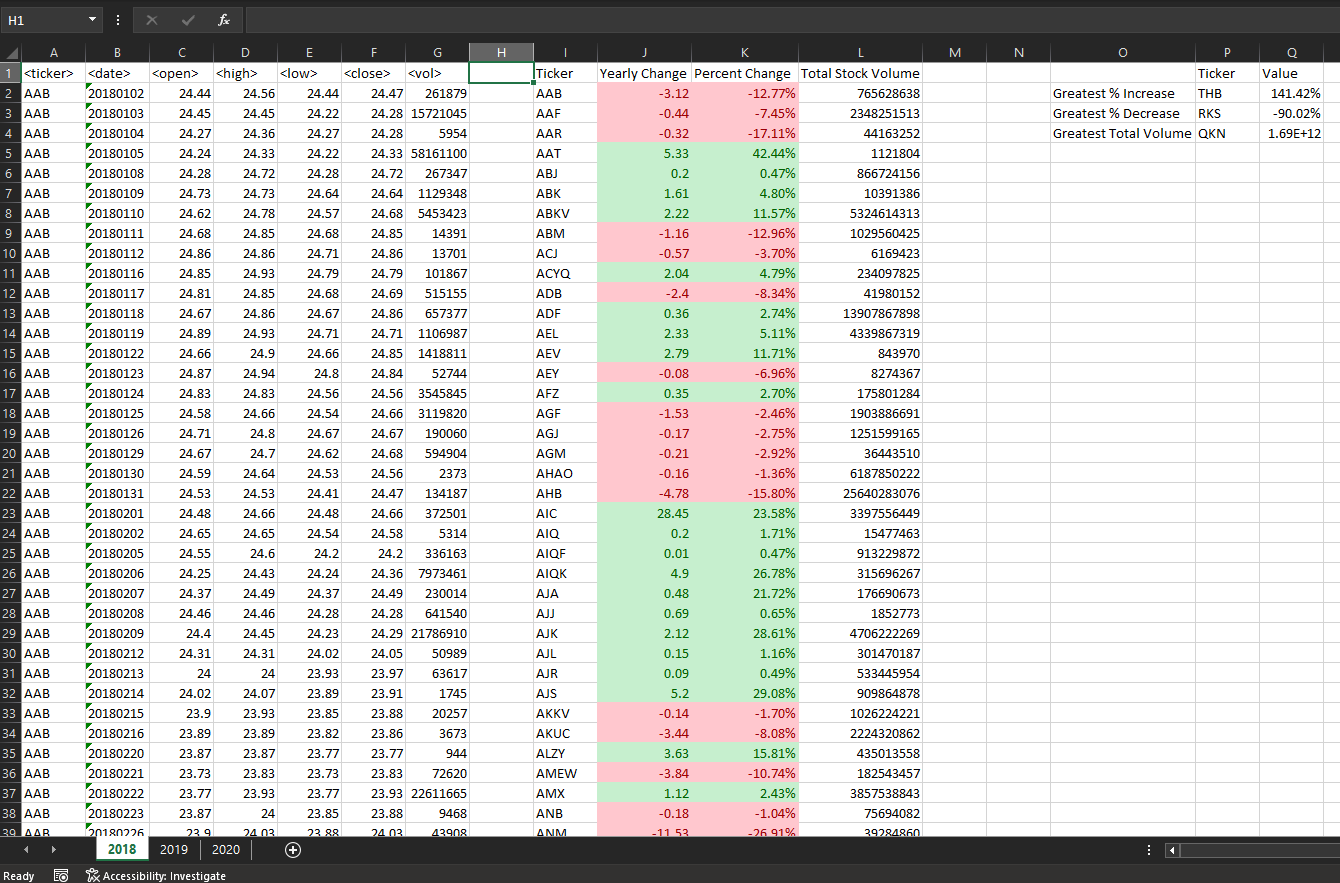 H1 fx
A B C D E F G H I J K L M N O P Q
1 <ticker> <date> <open> <high> <low> <close> <vol> Ticker Yearly Change Percent Change Total Stock Volume Ticker Value
2 AAB 20180102 24.44 24.56 24.44 24.47 261879 AAB -3.12 -12.77% 765628638 Greatest % Increase THB 141.42%
3 AAB 20180103 24.45 24.45 24.22 24.28 15721045 AAF -0.44 -7.45% 2348251513 Greatest % Decrease RKS -90.02%
4 AAB 20180104 24.27 24.36 24.27 24.28 5954 AAR -0.32 -17.11% 44163252 Greatest Total Volume QKN 1.69E+12
5 AAB 20180105 24.24 24.33 24.22 24.33 58161100 AAT 5.33 42.44% 1121804
6 AAB 20180108 24.28 24.72 24.28 24.72 267347 ABJ 0.2 0.47% 866724156
7 AAB 20180109 24.73 24.73 24.64 24.64 1129348 ABK 1.61 4.80% 10391386
8 AAB 20180110 24.62 24.78 24.57 24.68 5453423 ABKV 2.22 11.57% 5324614313
9 AAB 20180111 24.68 24.85 24.68 24.85 14391 ABM -1.16 -12.96% 1029560425
10 AAB 20180112 24.86 24.86 24.71 24.86 13701 ACJ -0.57 -3.70% 6169423
11 AAB 20180116 24.85 24.93 24.79 24.79 101867 ACYQ 2.04 4.79% 234097825
12 AAB 20180117 24.81 24.85 24.68 24.69 515155 ADB -2.4 -8.34% 41980152
13 AAB 20180118 24.67 24.86 24.67 24.86 657377 ADF 0.36 2.74% 13907867898
14 AAB 20180119 24.89 24.93 24.71 24.71 1106987 AEL 2.33 5.11% 4339867319
15 AAB 20180122 24.66 24.9 24.66 24.85 1418811 AEV 2.79 11.71% 843970
16 AAB 20180123 24.87 24.94 24.8 24.84 52744 AEY -0.08 -6.96% 8274367
17 AAB 20180124 24.83 24.83 24.56 24.56 3545845 AFZ 0.35 2.70% 175801284
18 AAB 20180125 24.58 24.66 24.54 24.66 3119820 AGF -1.53 -2.46% 1903886691
19 AAB 20180126 24.71 24.8 24.67 24.67 190060 AGJ -0.17 -2.75% 1251599165
20 AAB 20180129 24.67 24.7 24.62 24.68 594904 AGM -0.21 -2.92% 36443510
21 AAB 20180130 24.59 24.64 24.53 24.56 2373 AHAO -0.16 -1.36% 6187850222
22 AAB 20180131 24.53 24.53 24.41 24.47 134187 AHB -4.78 -15.80% 25640283076
23 AAB 20180201 24.48 24.66 24.48 24.66 372501 AIC 28.45 23.58% 3397556449
24 AAB 20180202 24.65 24.65 24.54 24.58 5314 AIQ 0.2 1.71% 15477463
25 AAB 20180205 24.55 24.6 24.2 24.2 336163 AIQF 0.01 0.47% 913229872
26 AAB 20180206 24.25 24.43 24.24 24.36 7973461 AIQK 4.9 26.78% 315696267
27 AAB 20180207 24.37 24.49 24.37 24.49 230014 AJA 0.48 21.72% 176690673
28 AAB 20180208 24.46 24.46 24.28 24.28 641540 AJJ 0.69 0.65% 1852773
29 AAB 20180209 24.4 24.45 24.23 24.29 21786910 AJK 2.12 28.61% 4706222269
30 AAB 20180212 24.31 24.31 24.02 24.05 50989 AJL 0.15 1.16% 301470187
31 AAB 20180213 24 24 23.93 23.97 63617 AJR 0.09 0.49% 533445954
32 AAB 20180214 24.02 24.07 23.89 23.91 1745 AJS 5.2 29.08% 909864878
33 AAB 20180215 23.9 23.93 23.85 23.88 20257 AKKV -0.14 -1.70% 1026224221
34 AAB 20180216 23.89 23.89 23.82 23.86 3673 AKUC -3.44 -8.08% 2224320862
35 AAB 20180220 23.87 23.87 23.77 23.77 944 ALZY 3.63 15.81% 435013558
36 AAB 20180221 23.73 23.83 23.73 23.83 72620 AMEW -3.84 -10.74% 182543457
37 AAB 20180222 23.77 23.93 23.77 23.93 22611665 AMX 1.12 2.43% 3857538843
38 AAB 20180223 23.87 24 23.85 23.88 9468 ANB -0.18 -1.04% 75694082
39 AAB 20180226 23.9 24.03 23.88 24.03 43908 ANM -11.53 -26.91% 39284860
2018 2019 2020
Ready Accessibility: Investigate